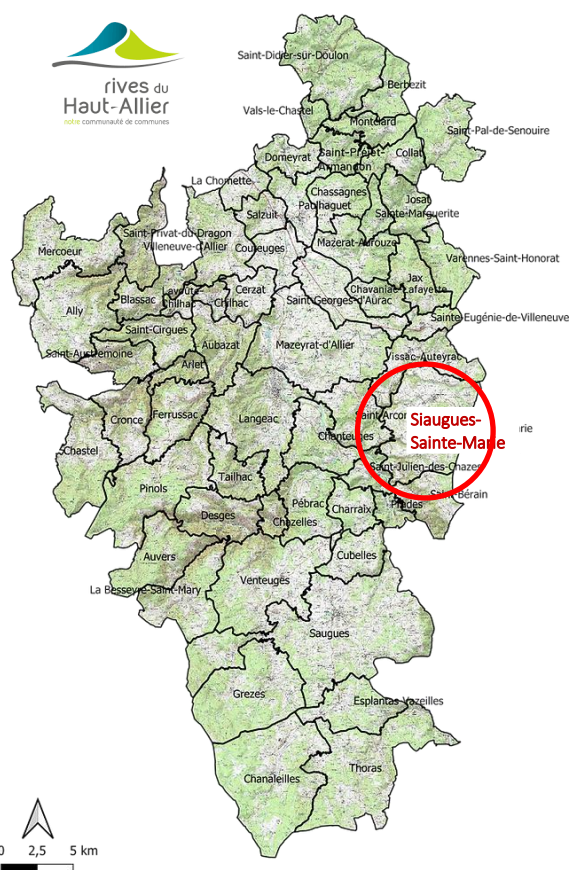 rives du
Haut-Allier
notre communauté de communes
Saint-Didier-sur-Doulon
Berbezit
Vals-le-Chastel
Montclard
Saint-Pal-de-Senouire
Domeyrat
Saint-Préjet-
Armandon
Collat
La Chomette
Chassagnes
Josat
Paulhaguet
Salzuit
Sainte-Marguerite
Saint-Privat-du-Dragon
Villeneuve-d'Allier
Couteuges
Mazerat-Aurouze
Mercoeur
Varennes-Saint-Honorat
Jax
Ally
Blassac
Lavoute-
Chilhac
Chilhac
Cerzat
Saint-Georges-d'Aurac
Chavaniac-Lafayette
Sainte-Eugénie-de-Villeneuve
Saint-Cirgues
Aubazat
Mazeyrat-d'Allier
Saint-Austremoine
Arlet
Vissac-Auteyrac
Cronce
Ferrussac
Langeac
Saint-Arcon
Siaugues-
Sainte-Marie
rie
Chanteuges
Chastel
Saint-Julien-des-Chazes
Tailhac
Pinols
Saint-Bérain
Pébrac
Prades
Desges
Chazelles
Charraix
Auvers
Cubelles
La Besseyre-Saint-Mary
Venteuges
Saugues
Grezes
Esplantas-Vazeilles
Chanaleilles
Thoras
0 2,5 5 km